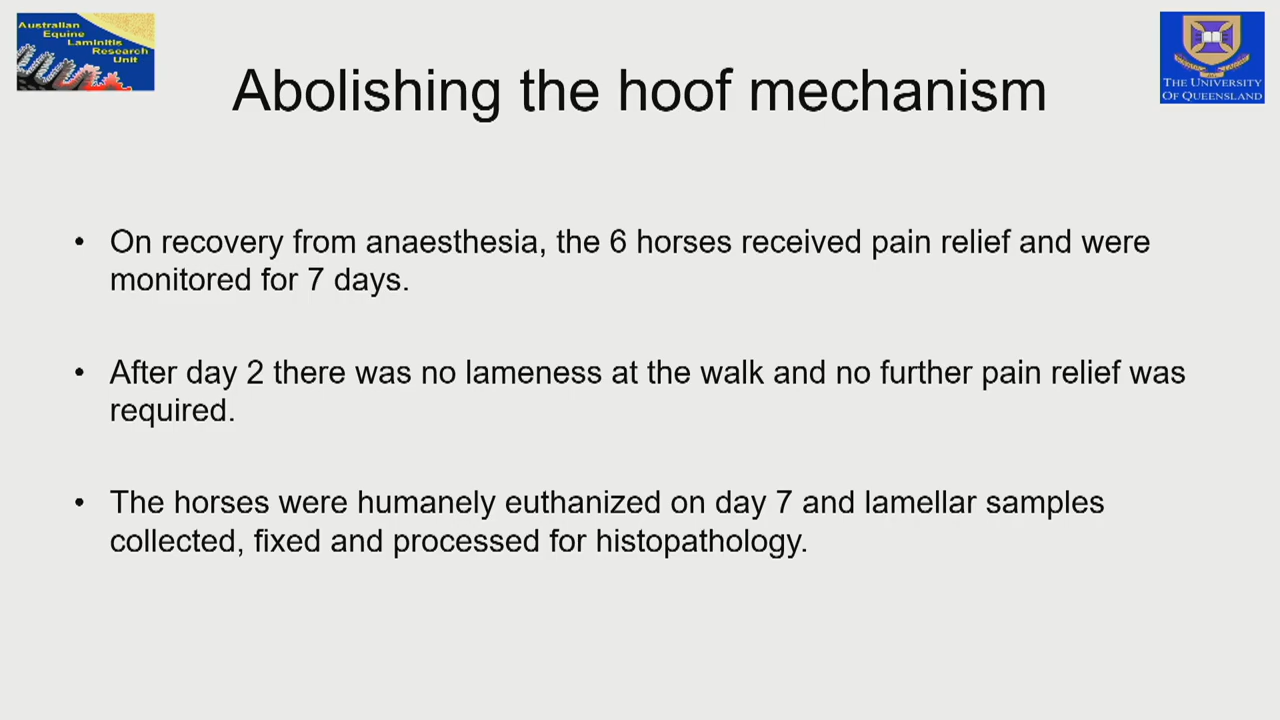 Australian
Equine
Laminitis
Research
Unit
THE UNIVERSITY
OF QUEENSLAND
Abolishing the hoof mechanism
• On recovery from anaesthesia, the 6 horses received pain relief and were
monitored for 7 days.
• After day 2 there was no lameness at the walk and no further pain relief was
required.
• The horses were humanely euthanized on day 7 and lamellar samples
collected, fixed and processed for histopathology.